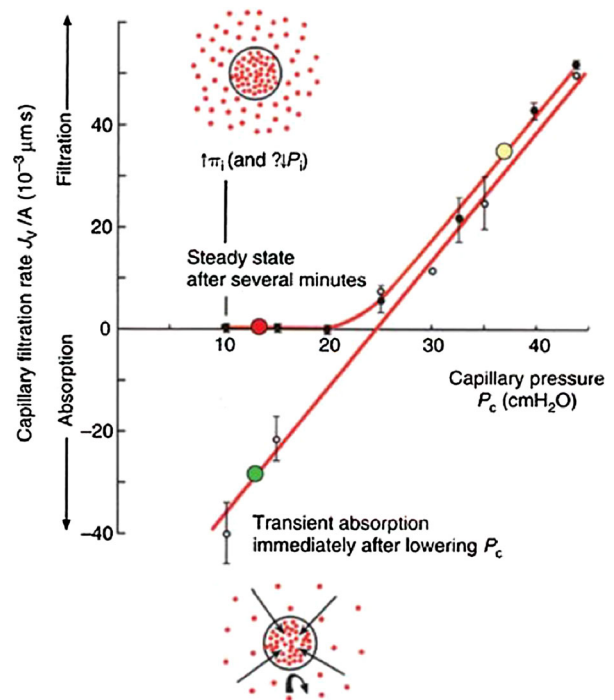 Capillary filtration rate Jv/A (10⁻³ μm s)
Filtration
Absorption
40
20
0
−20
−40
↑πi (and ?↓Pi)
Steady state
after several minutes
10
20
30
40
Capillary pressure
Pc (cmH2O)
Transient absorption
immediately after lowering Pc